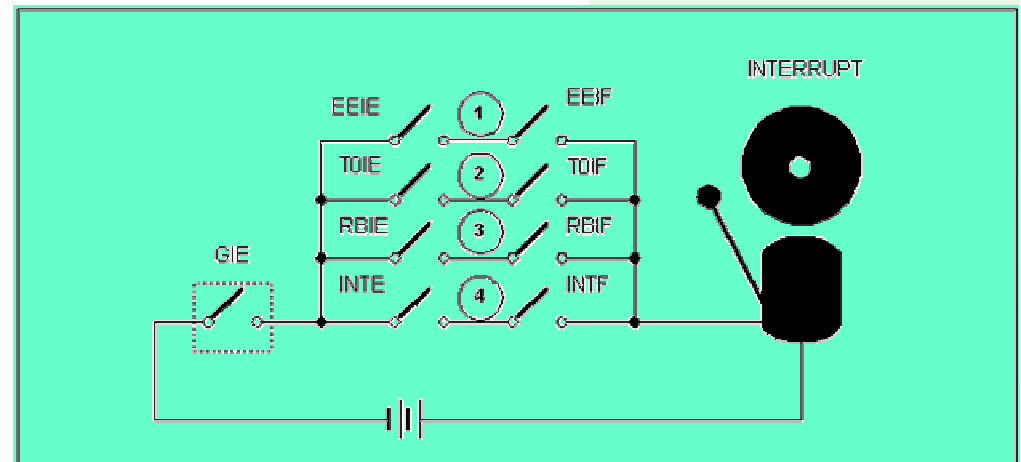 INTERRUPT
EEIE 1 EEIF
T0IE 2 T0IF
RBIE 3 RBIF
GIE
INTE 4 INTF